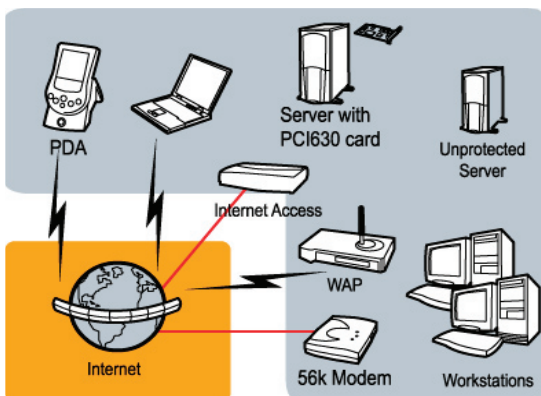 PDA
Server with
PCI630 card
Unprotected
Server
Internet Access
WAP
Internet
56k Modem
Workstations